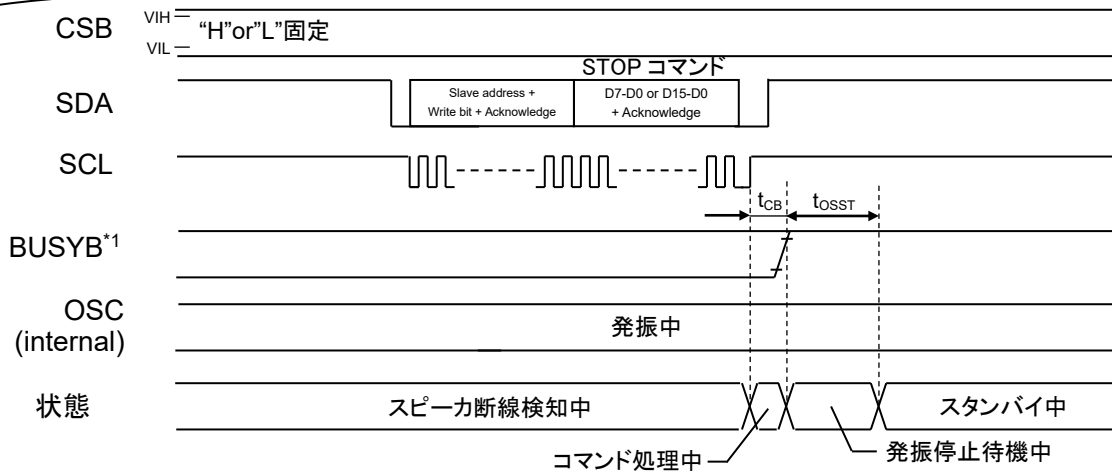 CSB
VIH
VIL
“H”or”L”固定
STOP コマンド
SDA
Slave address +
Write bit + Acknowledge
D7-D0 or D15-D0
+ Acknowledge
SCL
tCB
tOSST
BUSYB*1
OSC
(internal)
発振中
状態
スピーカ断線検知中
スタンバイ中
コマンド処理中
発振停止待機中